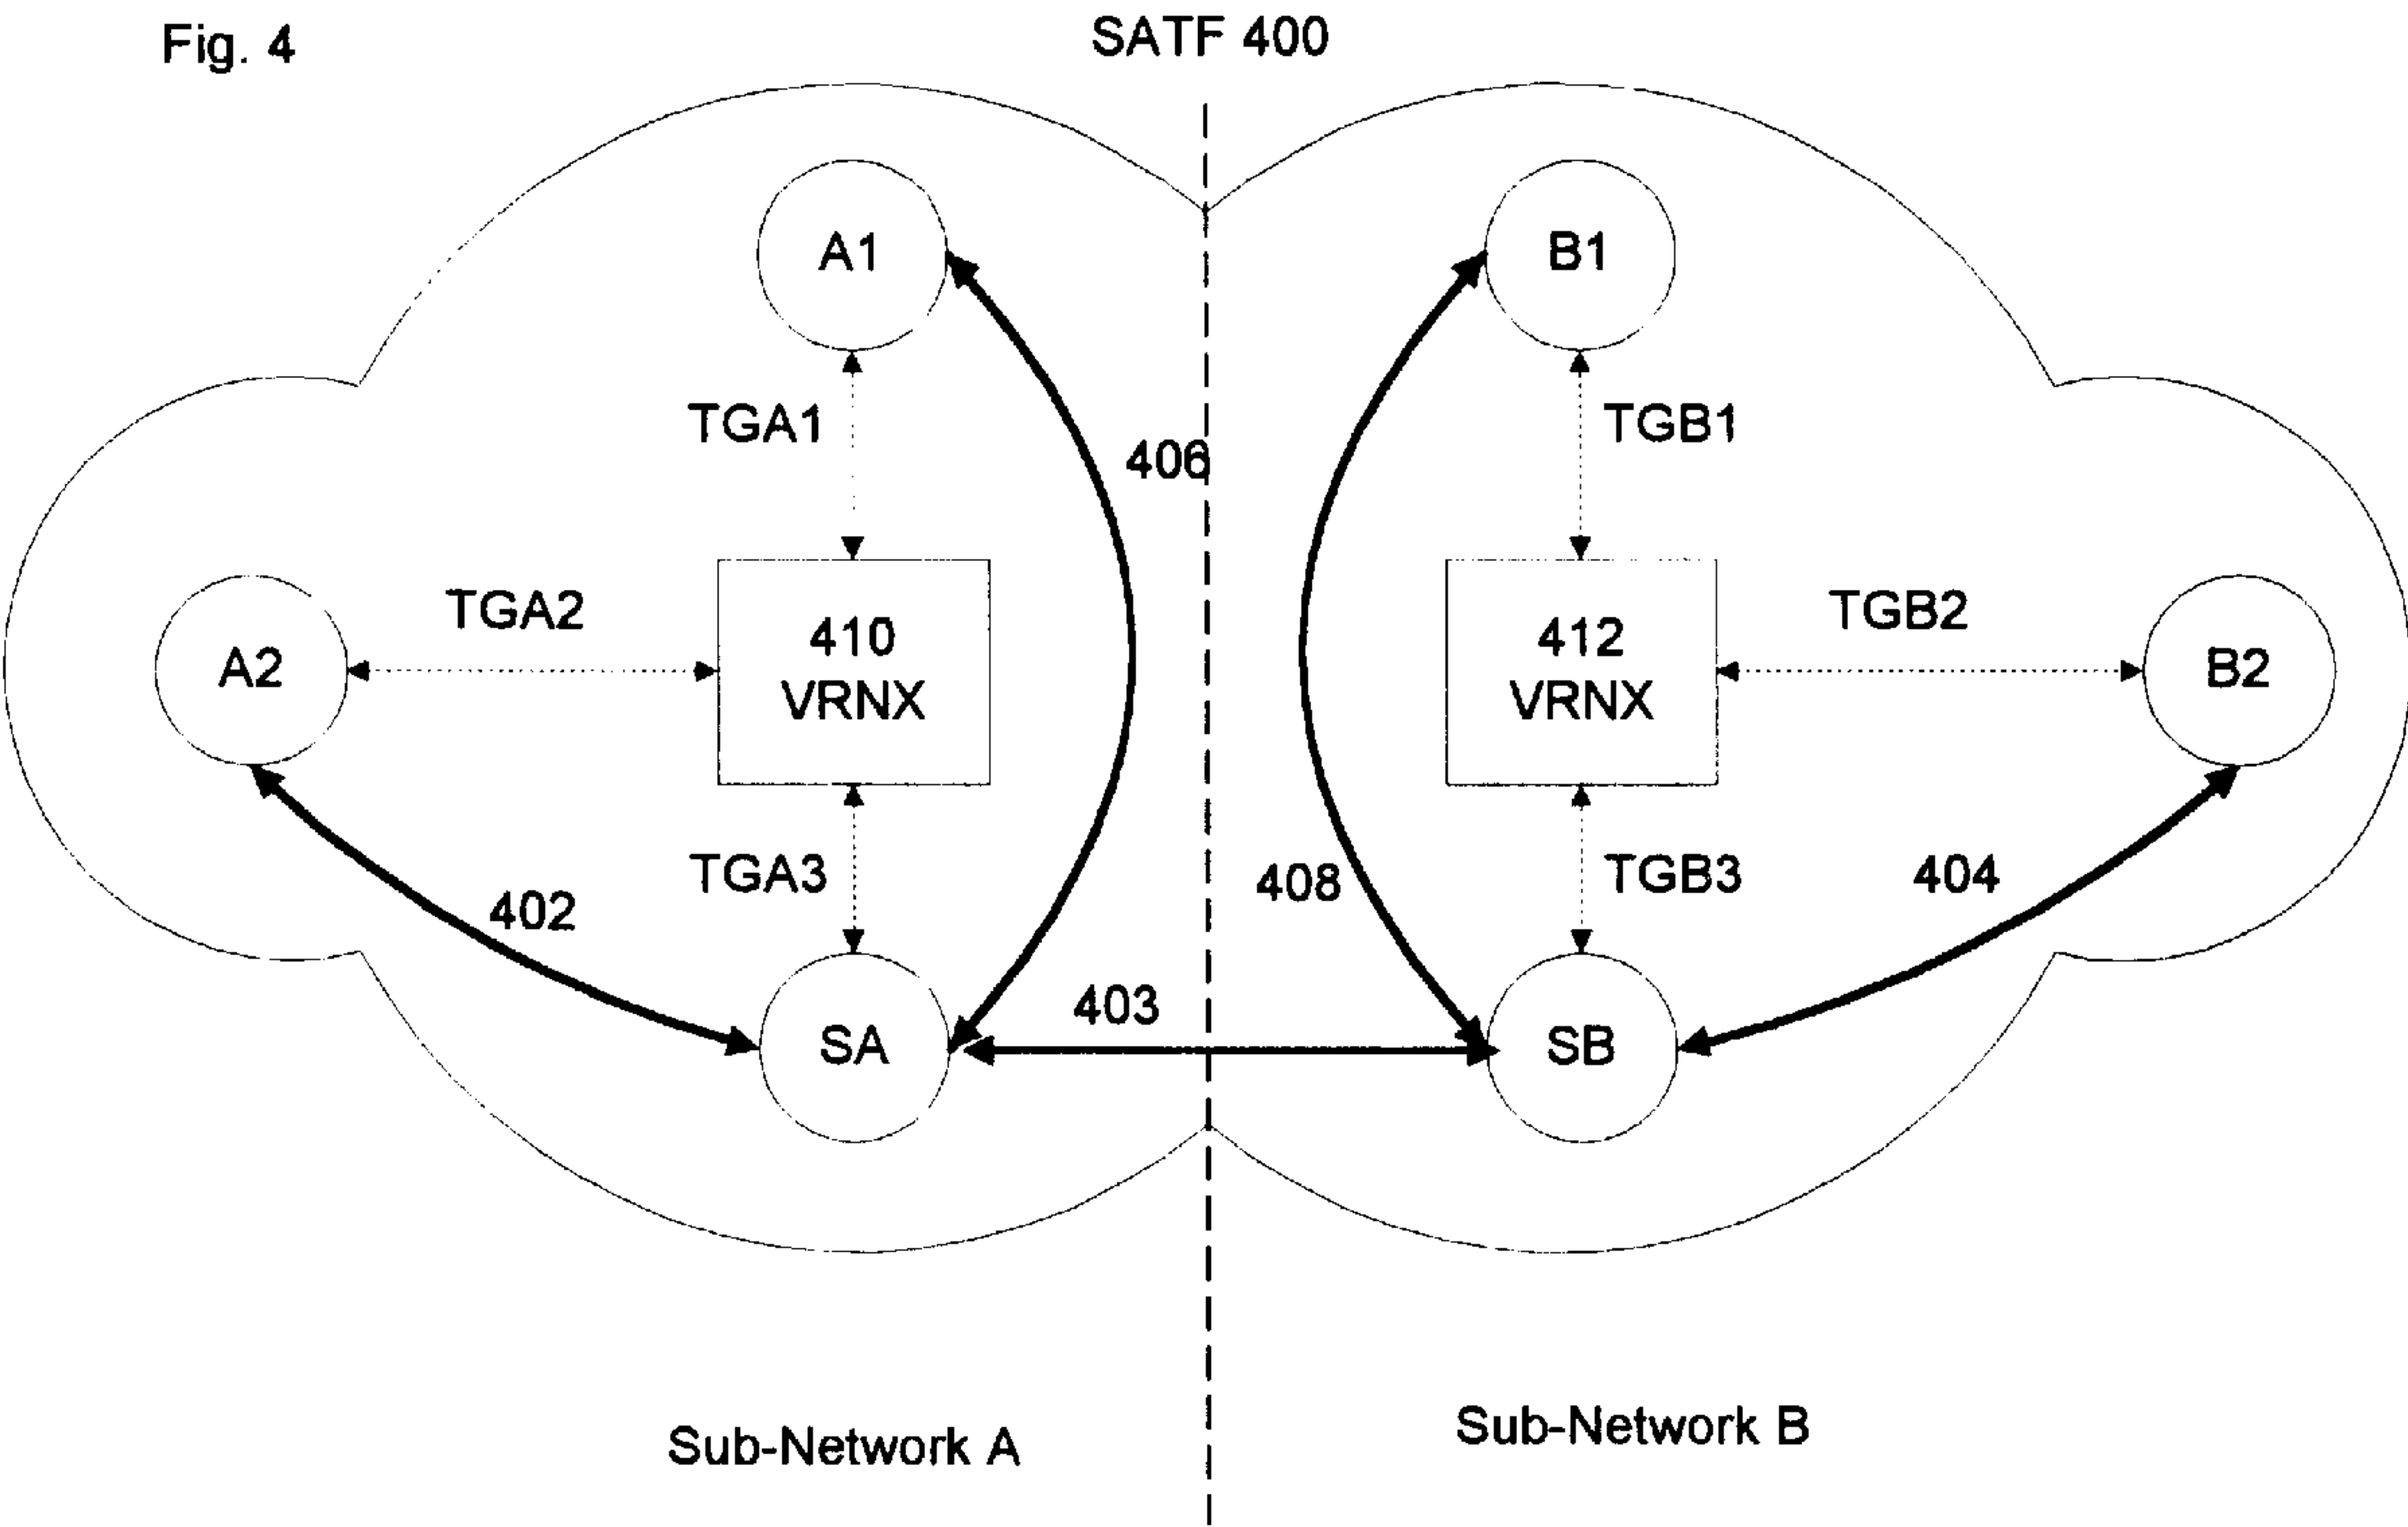 Fig. 4
SATF 400
A1
B1
TGA1
TGB1
406
TGA2
410
VRNX
412
VRNX
TGB2
A2
B2
TGA3
408
TGB3
404
402
403
SA
SB
Sub-Network A
Sub-Network B